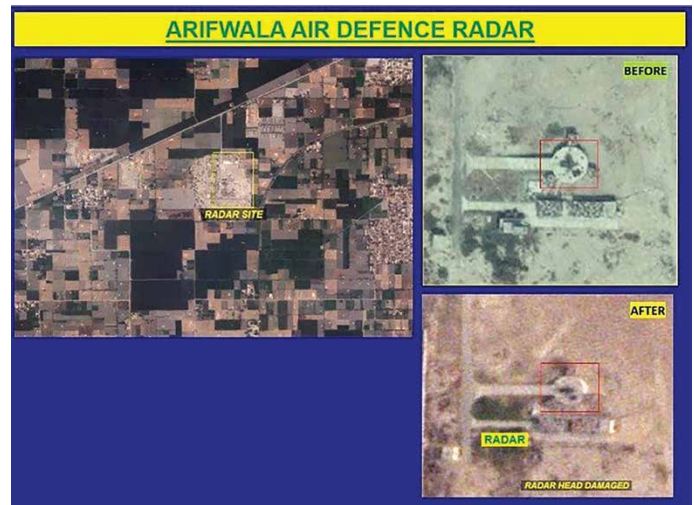 ARIFWALA AIR DEFENCE RADAR
BEFORE
RADAR SITE
AFTER
RADAR
RADAR HEAD DAMAGED